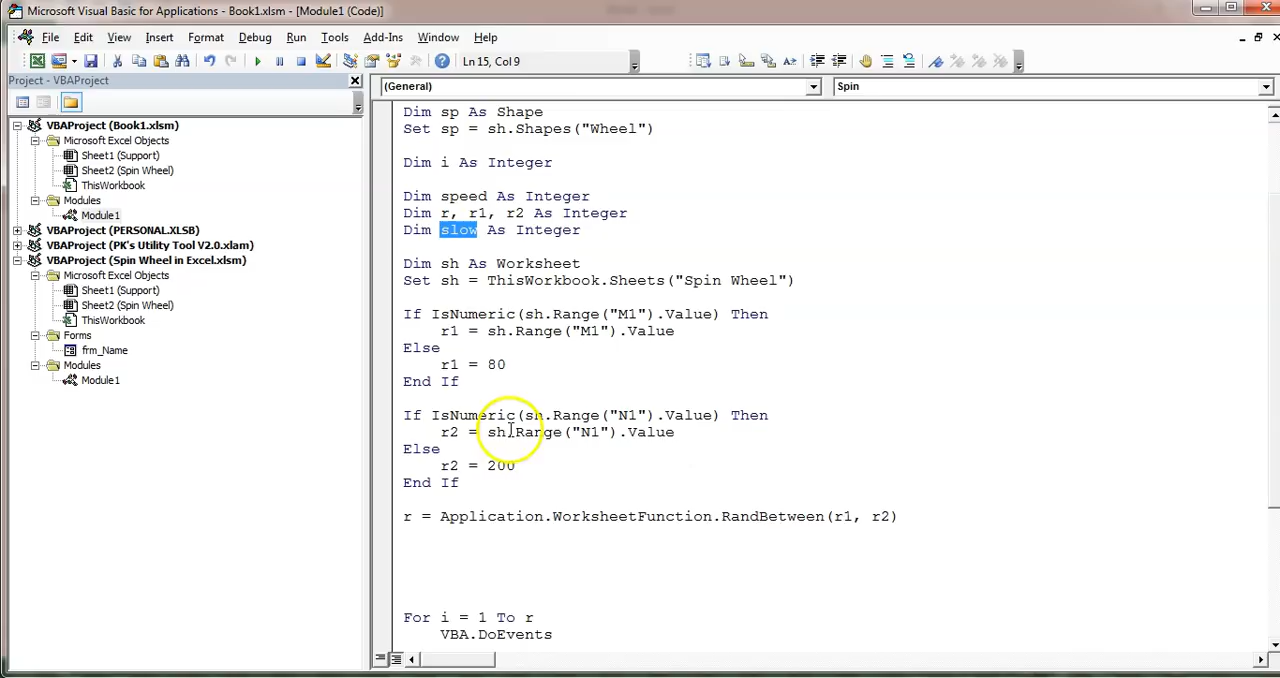 Microsoft Visual Basic for Applications - Book1.xlsm - [Module1 (Code)]
File Edit View Insert Format Debug Run Tools Add-Ins Window Help
Ln 15, Col 9
Project - VBAProject
(General)
Spin
VBAProject (Book1.xlsm)
Microsoft Excel Objects
Sheet1 (Support)
Sheet2 (Spin Wheel)
ThisWorkbook
Modules
Module1
VBAProject (PERSONAL.XLSB)
VBAProject (PK's Utility Tool V2.0.xlam)
VBAProject (Spin Wheel in Excel.xlsm)
Microsoft Excel Objects
Sheet1 (Support)
Sheet2 (Spin Wheel)
ThisWorkbook
Forms
frm_Name
Modules
Module1
Dim sp As Shape
Set sp = sh.Shapes("Wheel")
Dim i As Integer
Dim speed As Integer
Dim r, r1, r2 As Integer
Dim slow As Integer
Dim sh As Worksheet
Set sh = ThisWorkbook.Sheets("Spin Wheel")
If IsNumeric(sh.Range("M1").Value) Then
r1 = sh.Range("M1").Value
Else
r1 = 80
End If
If IsNumeric(sh.Range("N1").Value) Then
r2 = sh.Range("N1").Value
Else
r2 = 200
End If
r = Application.WorksheetFunction.RandBetween(r1, r2)
For i = 1 To r
VBA.DoEvents